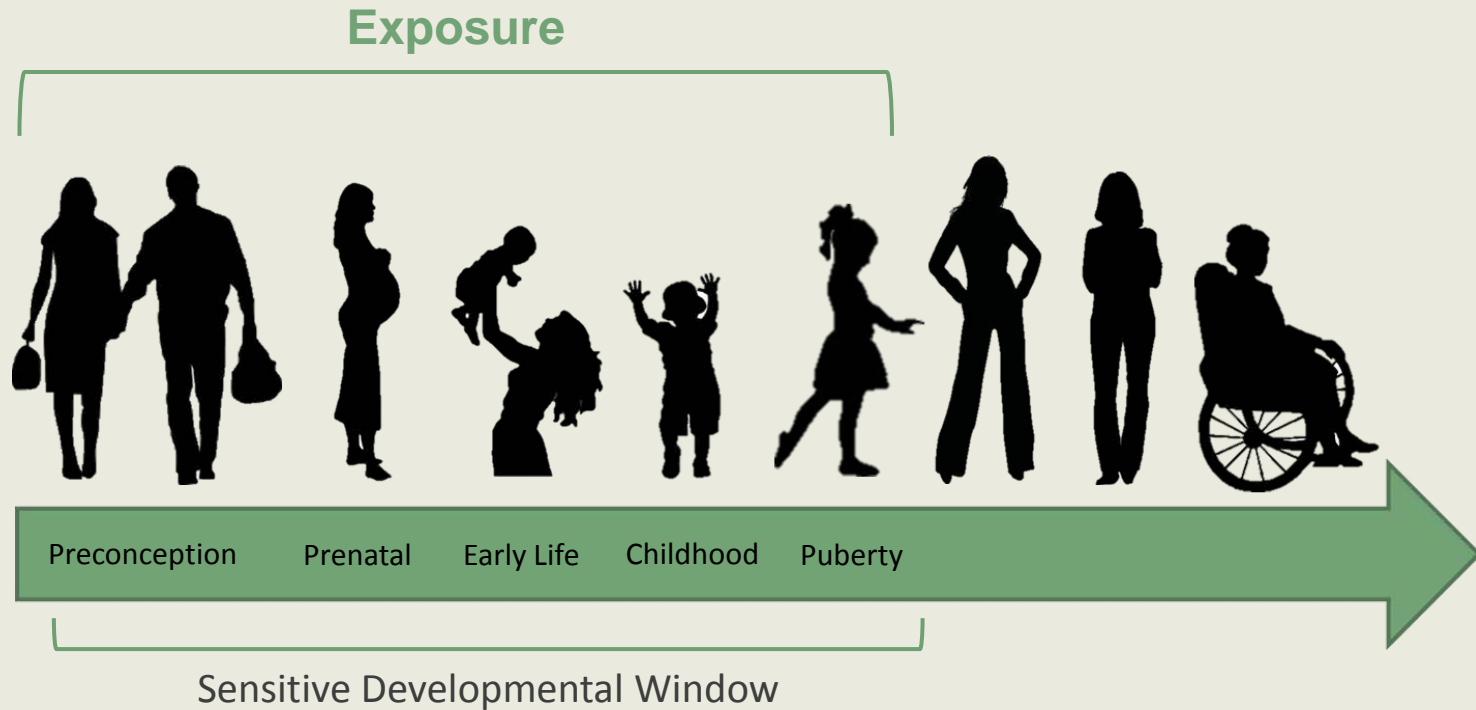 Exposure
Preconception Prenatal Early Life Childhood Puberty
Sensitive Developmental Window